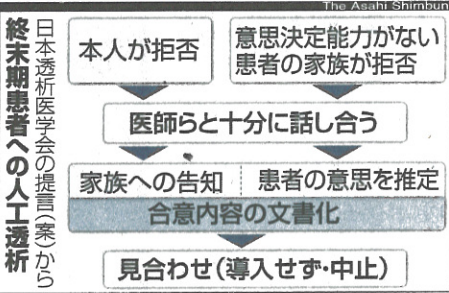 The Asahi Shimbun
終末期患者への人工透析
日本透析医学会の提言(案)から
本人が拒否
意思決定能力がない
患者の家族が拒否
医師らと十分に話し合う
家族への告知
患者の意思を推定
合意内容の文書化
見合わせ(導入せず・中止)